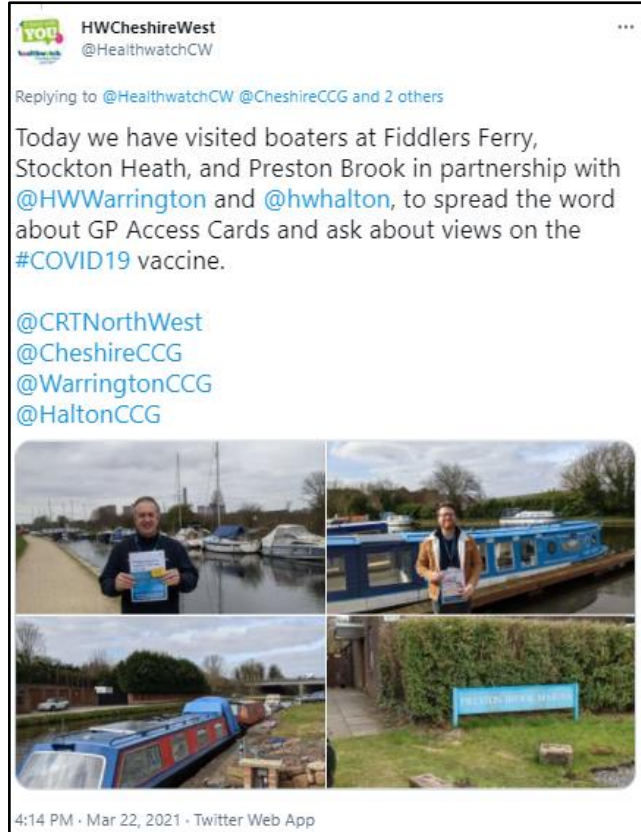 YOU
healthwatch
HWCheshireWest
@HealthwatchCW
Replying to @HealthwatchCW @CheshireCCG and 2 others
Today we have visited boaters at Fiddlers Ferry,
Stockton Heath, and Preston Brook in partnership with
@HWWarrington and @hwhalton, to spread the word
about GP Access Cards and ask about views on the
#COVID19 vaccine.
@CRTNorthWest
@CheshireCCG
@WarringtonCCG
@HaltonCCG
PRESTON BROOK MARINA
4:14 PM · Mar 22, 2021 · Twitter Web App